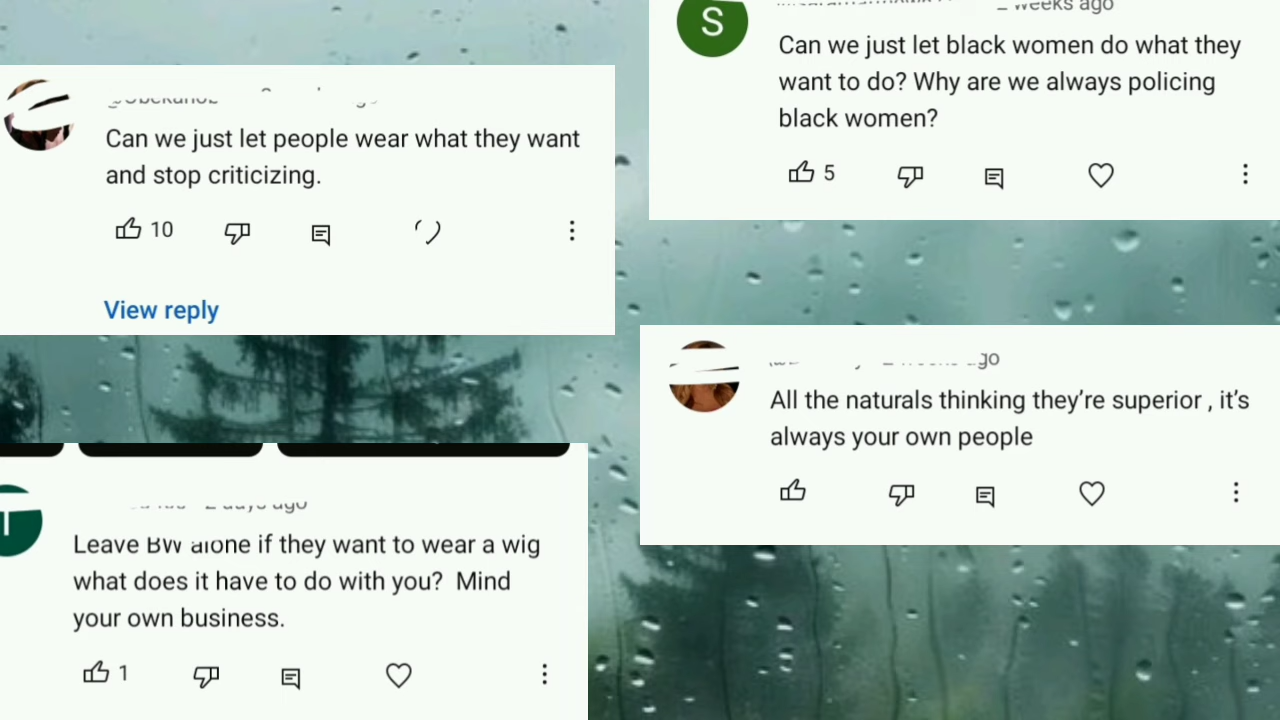 Can we just let people wear what they want
and stop criticizing.
10
View reply
weeks ago
Can we just let black women do what they
want to do? Why are we always policing
black women?
5
ago
All the naturals thinking they’re superior , it’s
always your own people
2 days ago
Leave BW alone if they want to wear a wig
what does it have to do with you?  Mind
your own business.
1
S